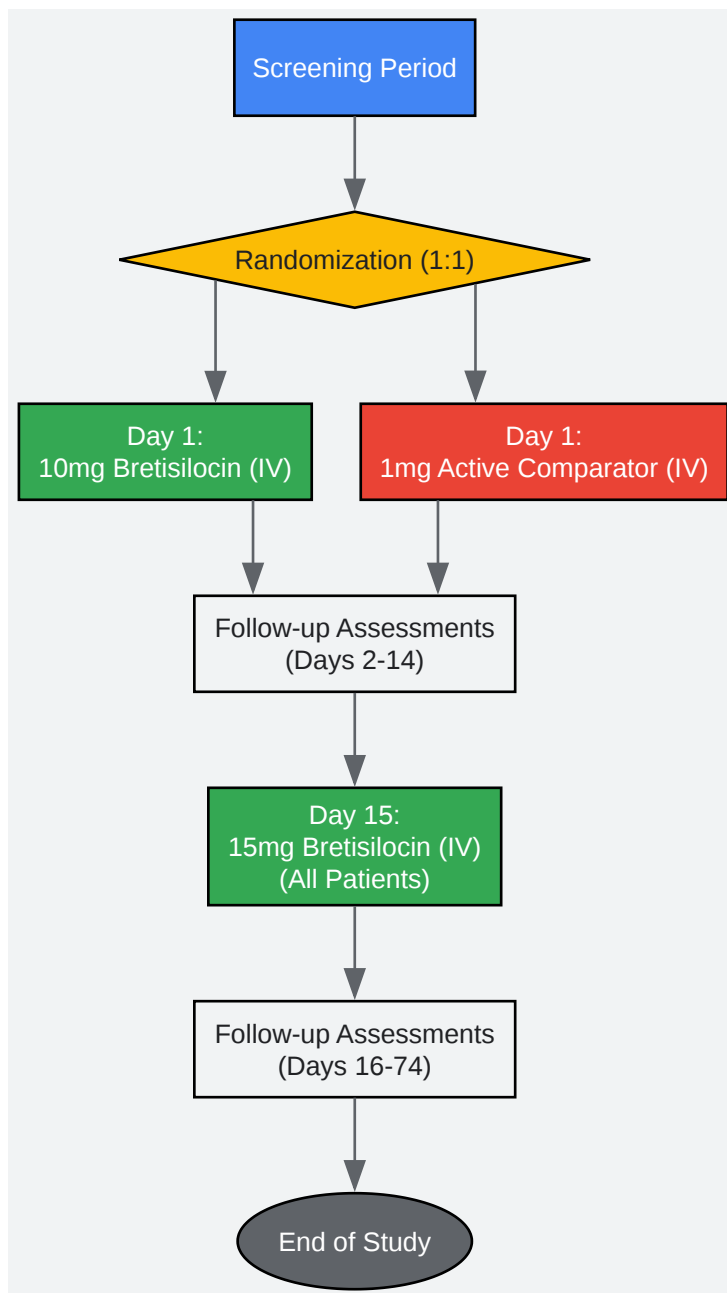 Screening Period
Randomization (1:1)
Day 1:
10mg Bretisilocin (IV)
Day 1:
1mg Active Comparator (IV)
Follow-up Assessments
(Days 2-14)
Day 15:
15mg Bretisilocin (IV)
(All Patients)
Follow-up Assessments
(Days 16-74)
End of Study